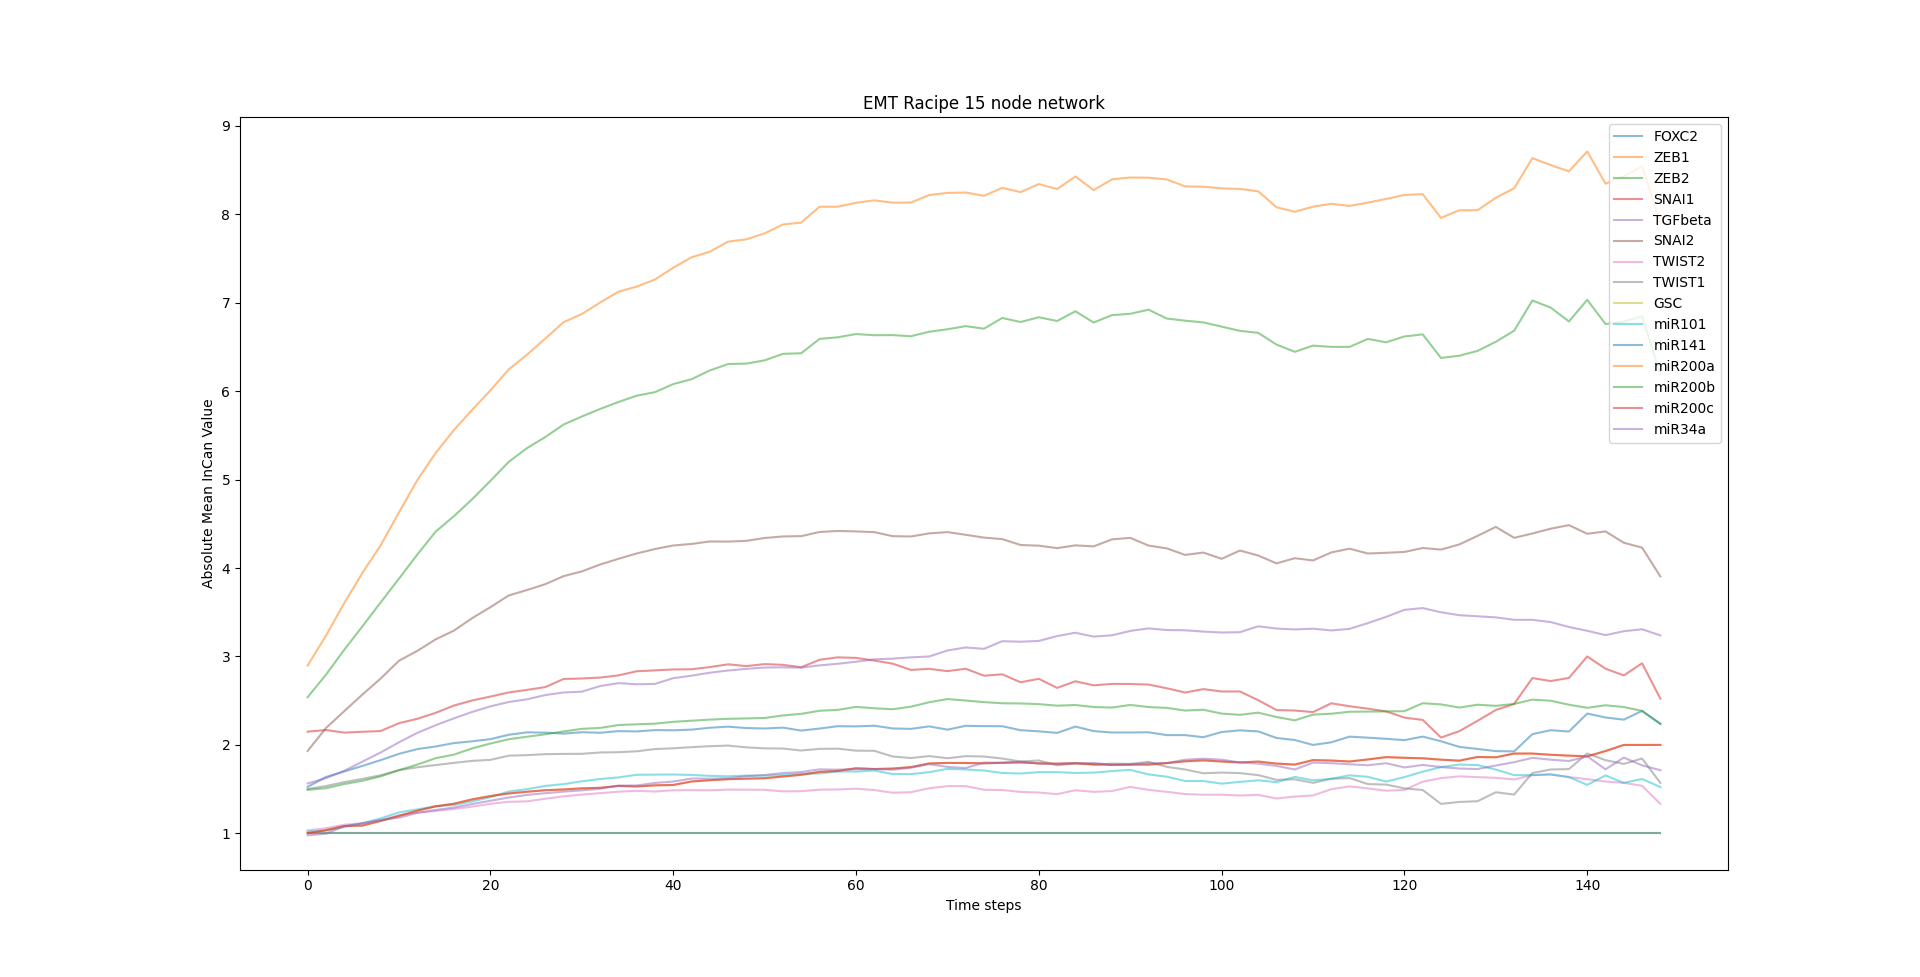 EMT Racipe 15 node network
9
8
7
6
5
4
3
2
1
Absolute Mean InCan Value
0 20 40 60 80 100 120 140
Time steps
FOXC2
ZEB1
ZEB2
SNAI1
TGFbeta
SNAI2
TWIST2
TWIST1
GSC
miR101
miR141
miR200a
miR200b
miR200c
miR34a